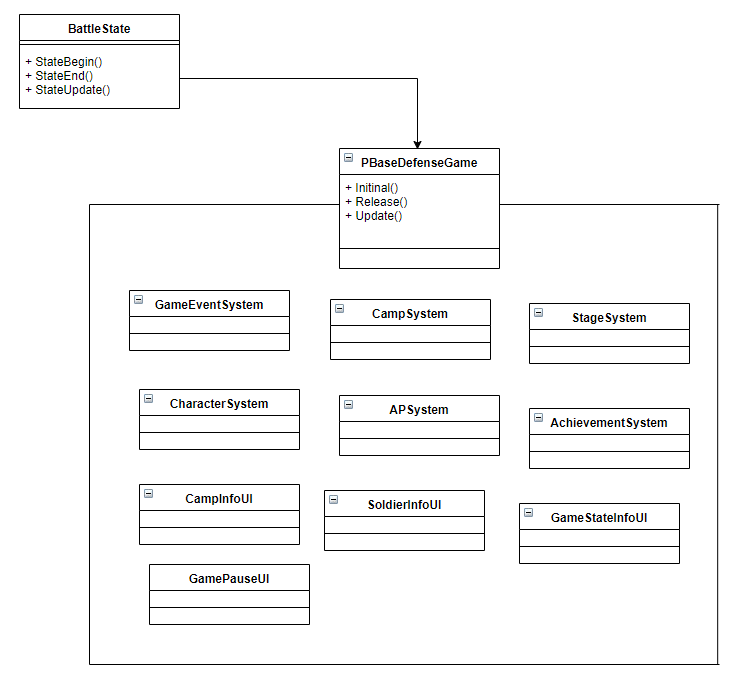 BattleState
+ StateBegin()
+ StateEnd()
+ StateUpdate()
PBaseDefenseGame
+ Initinal()
+ Release()
+ Update()
GameEventSystem
CampSystem
StageSystem
CharacterSystem
APSystem
AchievementSystem
CampInfoUI
SoldierInfoUI
GameStateInfoUI
GamePauseUI